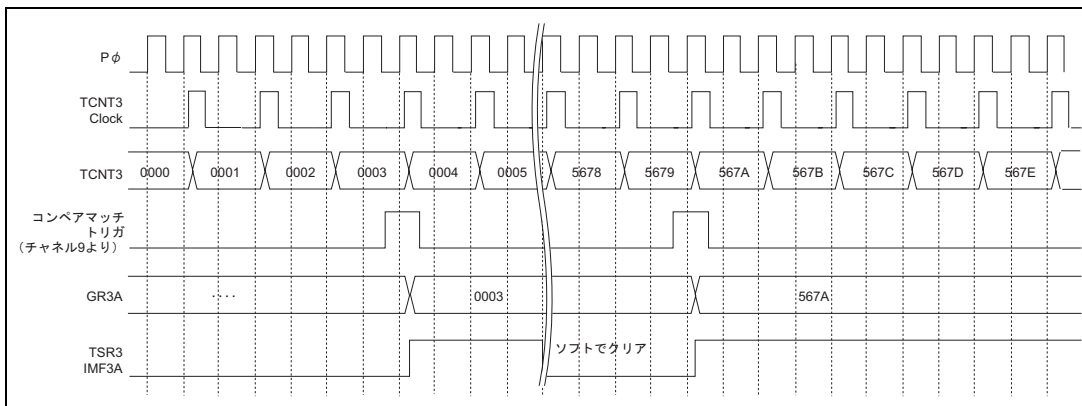 Pφ
TCNT3
Clock
TCNT3
0000
0001
0002
0003
0004
0005
5678
5679
567A
567B
567C
567D
567E
コンペアマッチ
トリガ
（チャネル9より）
GR3A
····
0003
567A
TSR3
IMF3A
ソフトでクリア